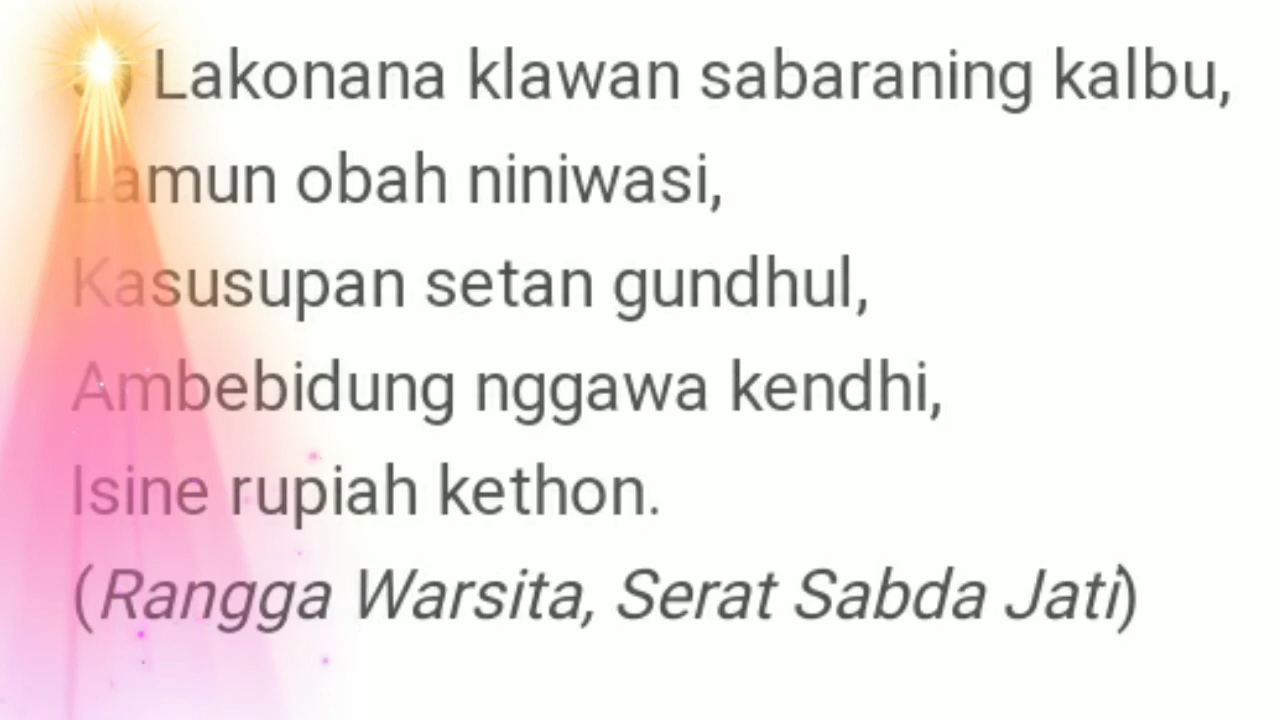 Lakonana klawan sabaraning kalbu,
Lamun obah niniwasi,
Kasusupan setan gundhul,
Ambebidung nggawa kendhi,
Isine rupiah kethon.
(Rangga Warsita, Serat Sabda Jati)